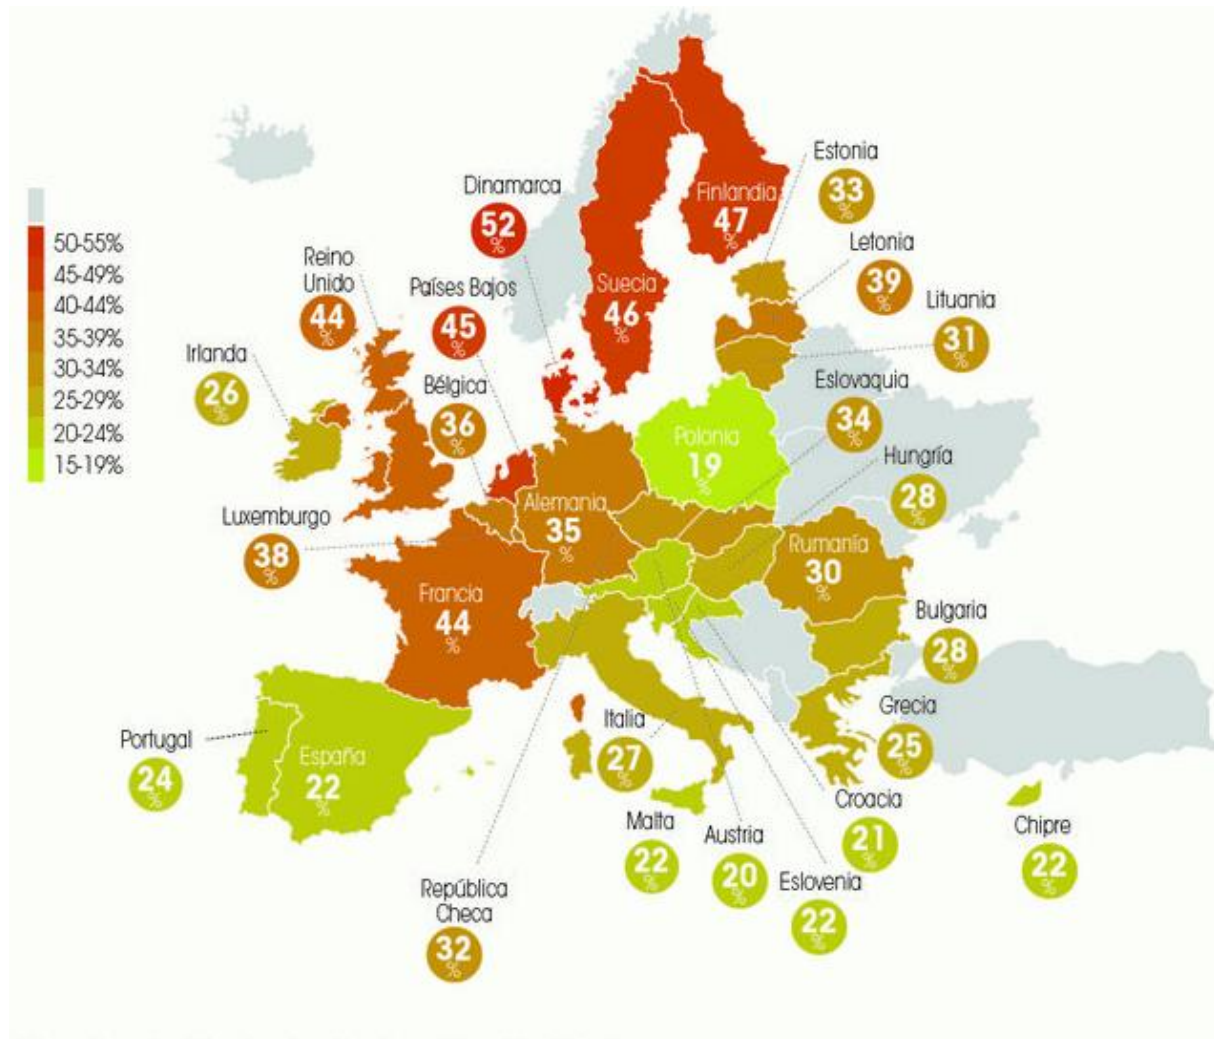 50-55%
45-49%
40-44%
35-39%
30-34%
25-29%
20-24%
15-19%
Dinamarca
52
%
Finlandia
47
%
Estonia
33
%
Suecia
46
%
Letonia
39
%
Lituania
31
%
Reino
Unido
44
%
Países Bajos
45
%
Irlanda
26
%
Bélgica
36
%
Eslovaquia
34
%
Polonia
19
%
Hungría
28
%
Luxemburgo
38
%
Alemania
35
%
Rumanía
30
%
Francia
44
%
Bulgaria
28
%
Portugal
24
%
España
22
%
Italia
27
%
Grecia
25
%
Malta
22
%
Austria
20
%
Croacia
21
%
Eslovenia
22
%
Chipre
22
%
República
Checa
32
%